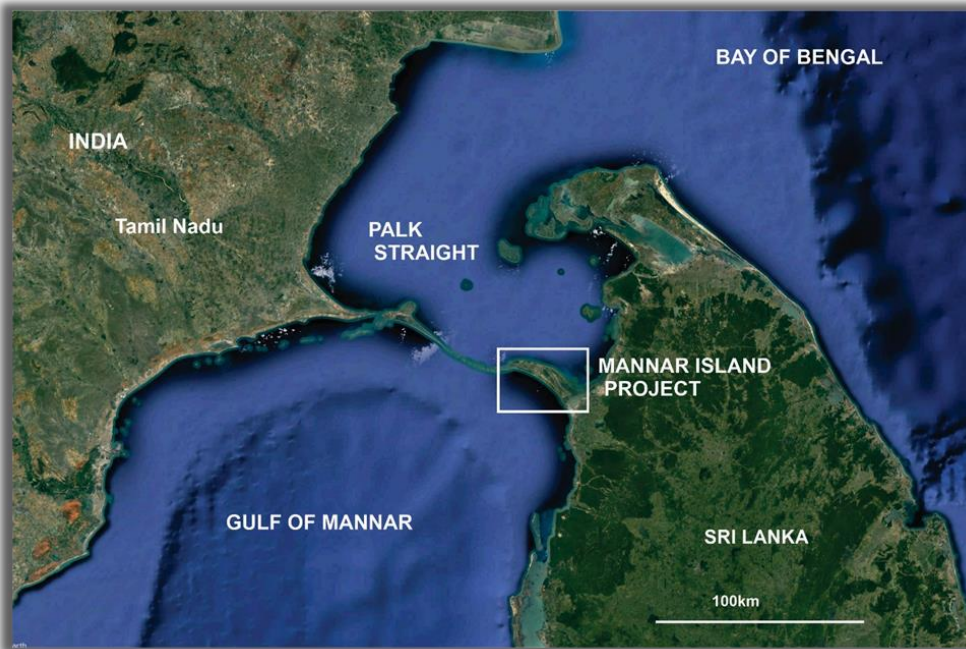 BAY OF BENGAL
INDIA
Tamil Nadu
PALK
STRAIGHT
MANNAR ISLAND
PROJECT
GULF OF MANNAR
SRI LANKA
100km